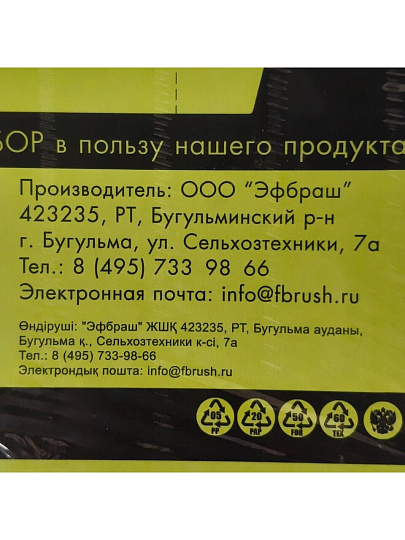 БОР в пользу нашего продукта
Производитель: ООО "Эфбраш"
423235, РТ, Бугульминский р-н
г. Бугульма, ул. Сельхозтехники, 7а
Тел.: 8 (495) 733 98 66
Электронная почта: info@fbrush.ru
Өндіруші: "Эфбраш" ЖШҚ 423235, РТ, Бугульма ауданы,
Бугульма қ., Сельхозтехники к-сі, 7а
Тел.: 8 (495) 733-98-66
Электрондық пошта: info@fbrush.ru
05 20 50 60
PP PAP FOR TEX